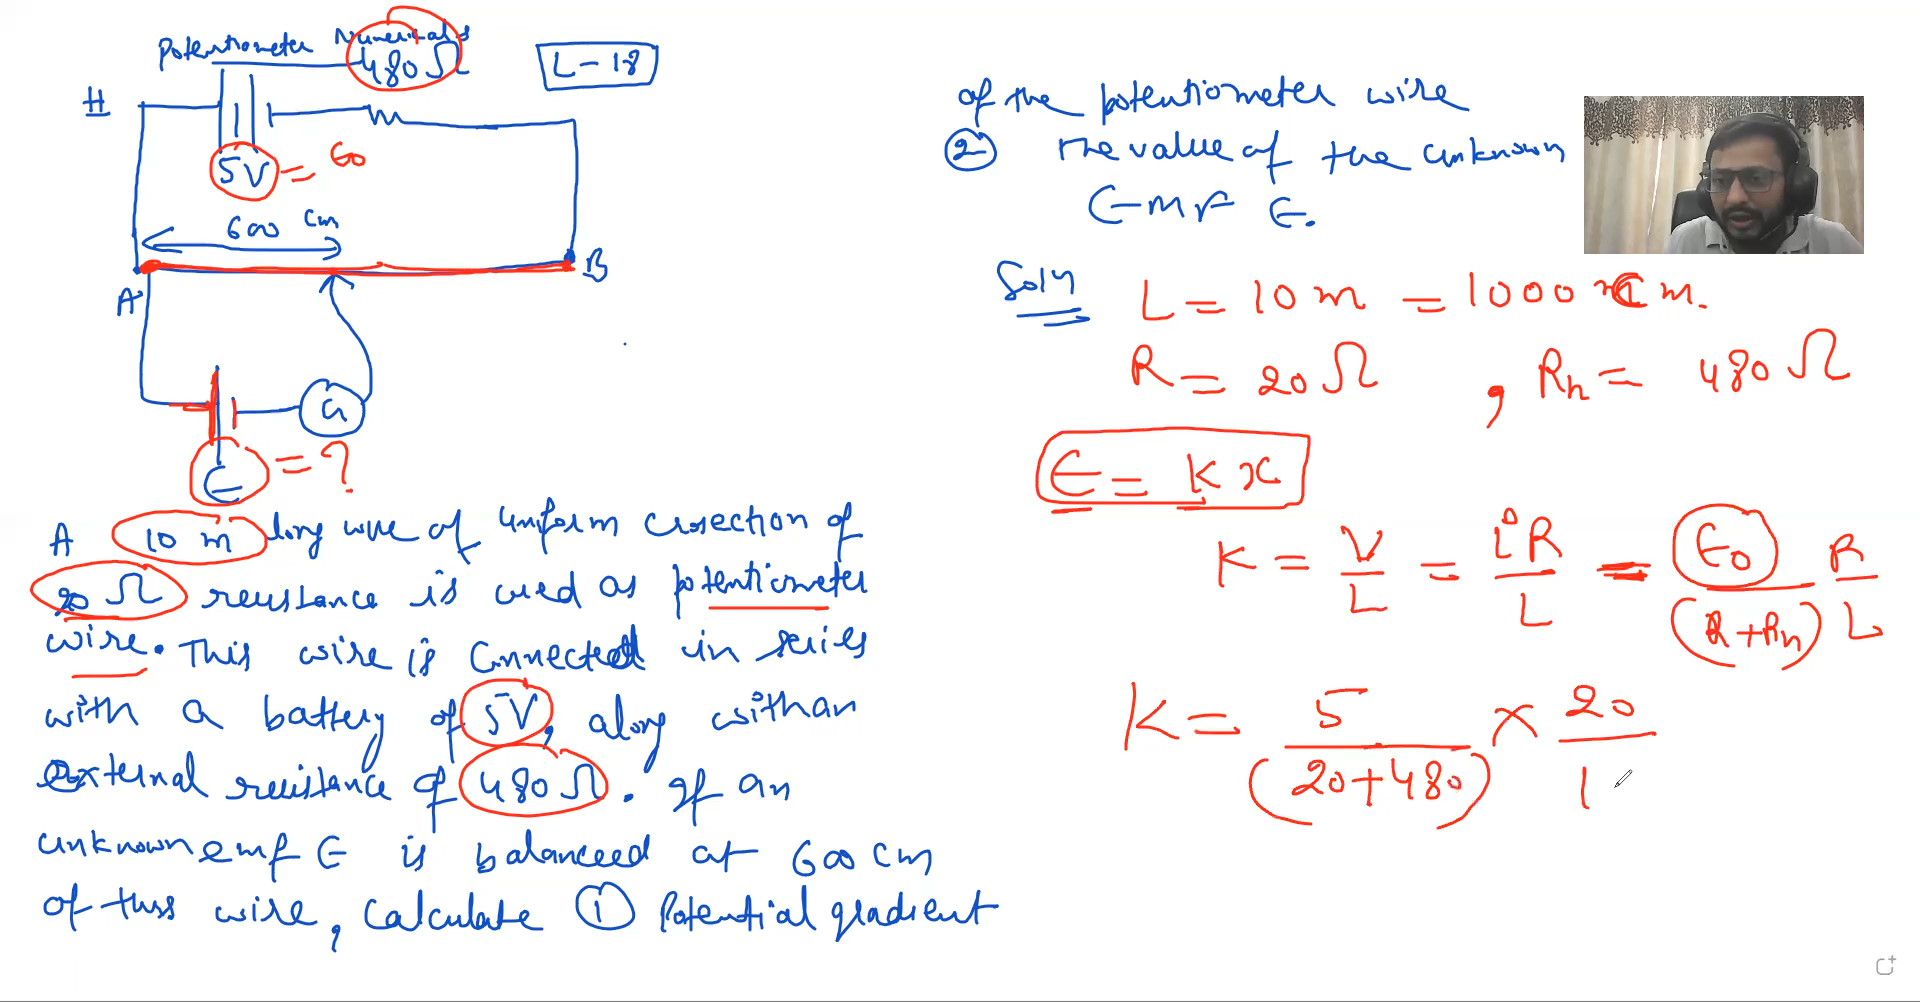 Potentiometer Numericals
L-18
480 Ω
H
5V = E0
600 cm
A
B
G
E = ?
A 10 m long wire of uniform crossection of
20 Ω resistance is used as potentiometer
wire. This wire is Connected in series
with a battery of 5V, along with an
external resistance of 480 Ω. If an
unknown emf E is balanceed at 600 cm
of thss wire, Calculate ① Potential gradient
of the potentiometer wire
② The value of the unknown
Emf E.
Soln
L = 10 m = 1000 cm.
R = 20 Ω , Rh = 480 Ω
E = K x
K = V/L = iR/L = E0/(R+Rh) R/L
K = 5/(20+480) × 20/1